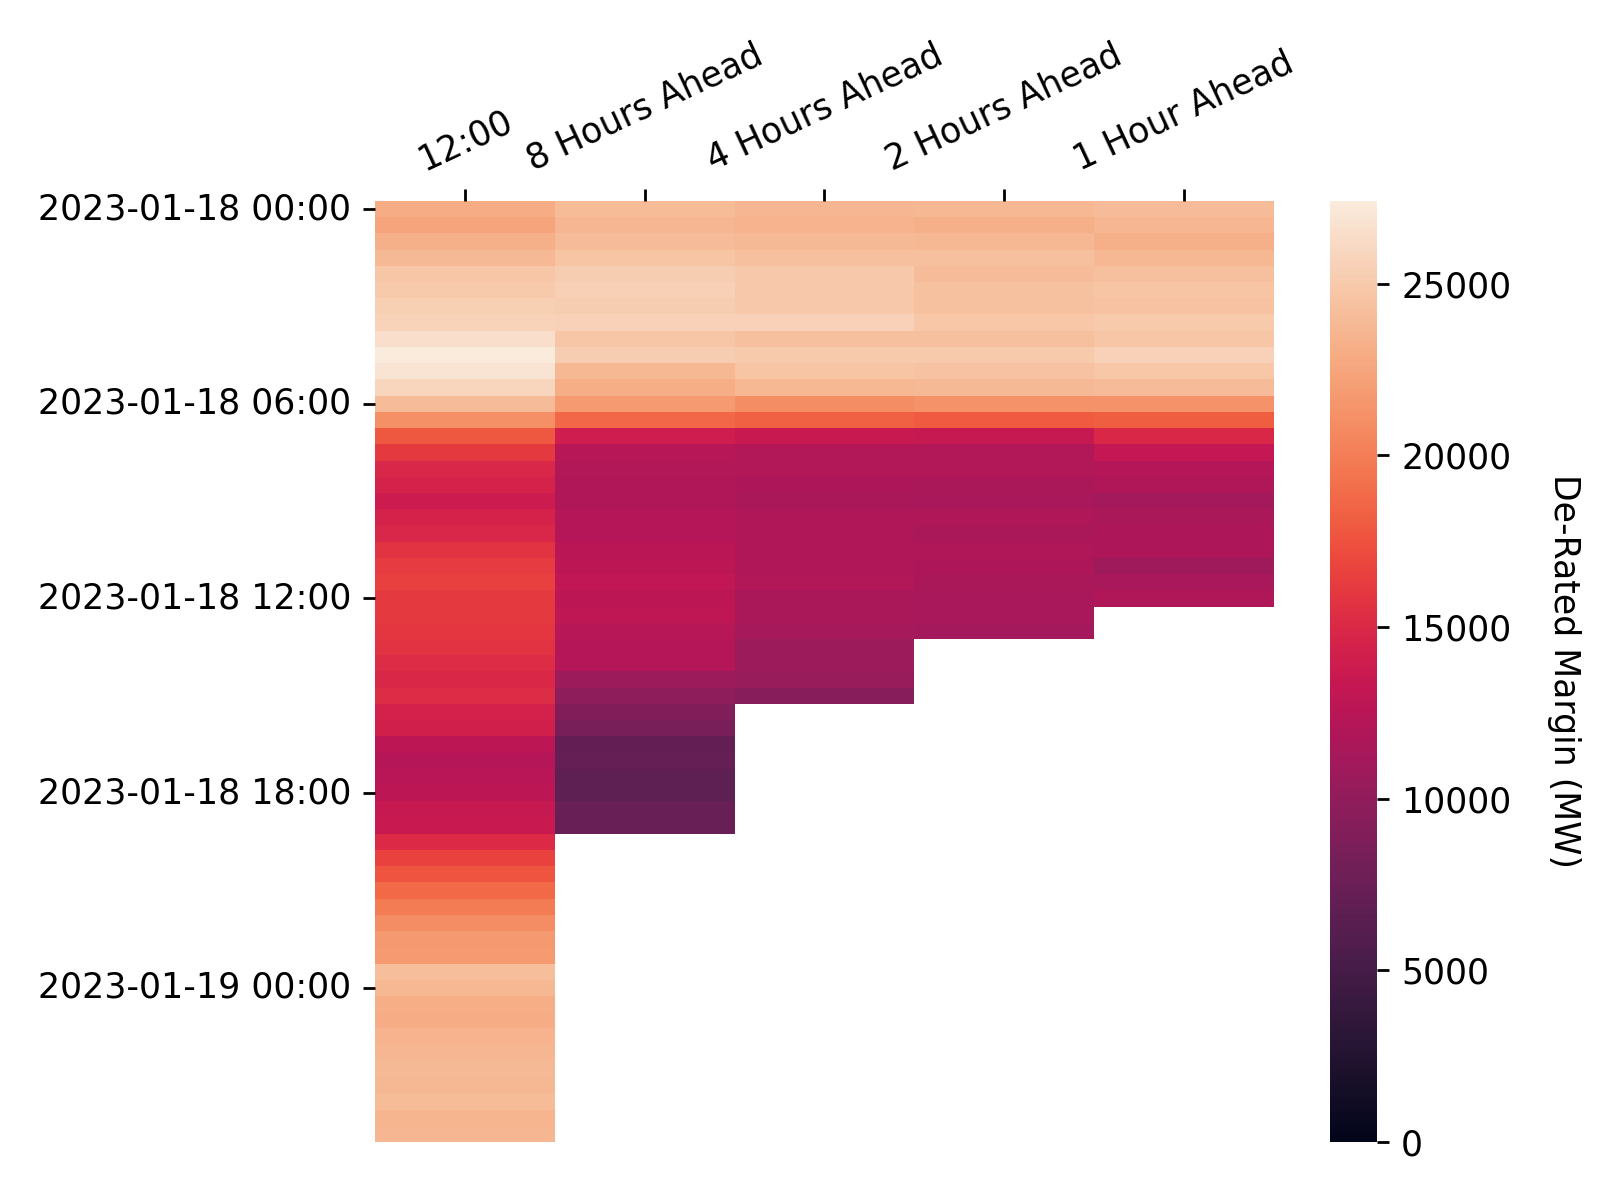 12:00
8 Hours Ahead
4 Hours Ahead
2 Hours Ahead
1 Hour Ahead
2023-01-18 00:00
2023-01-18 06:00
2023-01-18 12:00
2023-01-18 18:00
2023-01-19 00:00
25000
20000
15000
10000
5000
0
De-Rated Margin (MW)